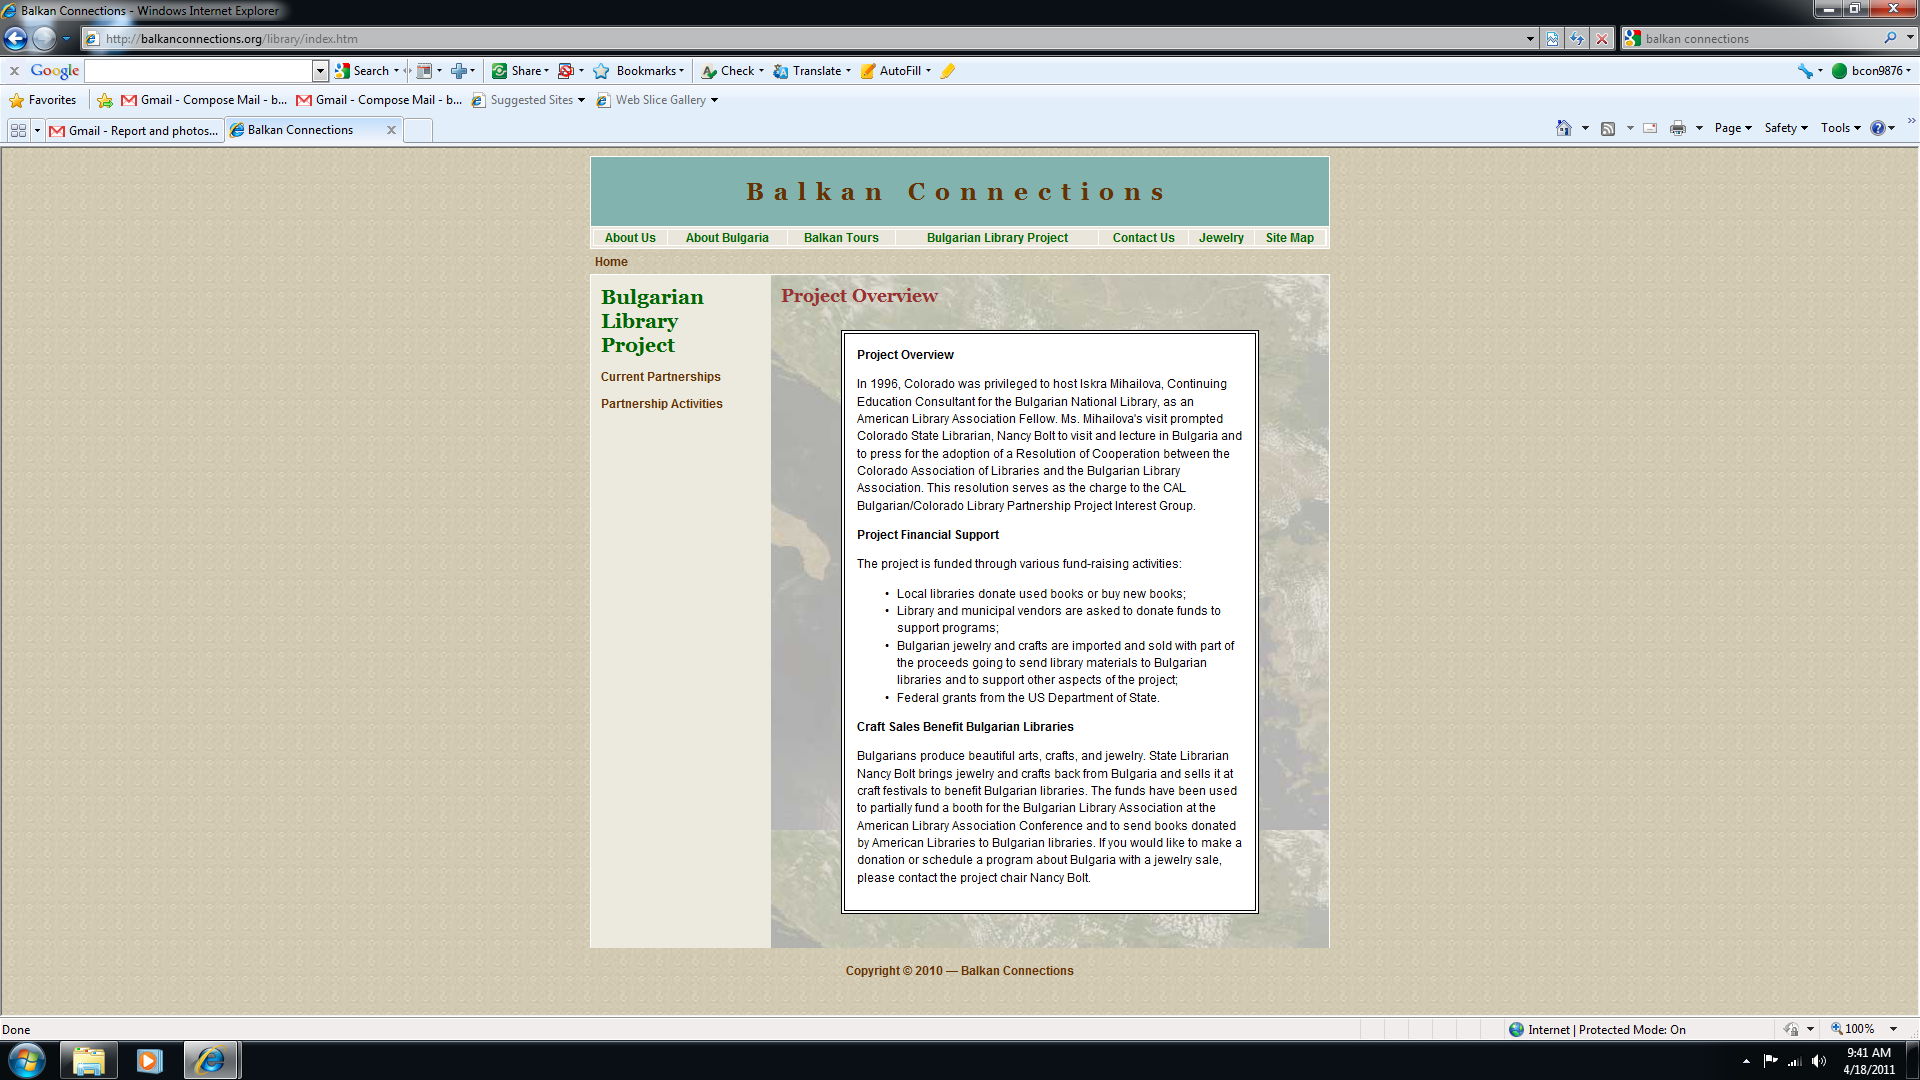 Balkan Connections - Windows Internet Explorer
http://balkanconnections.org/library/index.htm
balkan connections
x Google Search Share Bookmarks Check Translate AutoFill bcon9876
Favorites Gmail - Compose Mail - b... Gmail - Compose Mail - b... Suggested Sites Web Slice Gallery
Gmail - Report and photos... Balkan Connections Page Safety Tools
Balkan Connections
About Us About Bulgaria Balkan Tours Bulgarian Library Project Contact Us Jewelry Site Map
Home
Bulgarian
Library
Project
Current Partnerships
Partnership Activities
Project Overview
Project Overview
In 1996, Colorado was privileged to host Iskra Mihailova, Continuing
Education Consultant for the Bulgarian National Library, as an
American Library Association Fellow. Ms. Mihailova's visit prompted
Colorado State Librarian, Nancy Bolt to visit and lecture in Bulgaria and
to press for the adoption of a Resolution of Cooperation between the
Colorado Association of Libraries and the Bulgarian Library
Association. This resolution serves as the charge to the CAL
Bulgarian/Colorado Library Partnership Project Interest Group.
Project Financial Support
The project is funded through various fund-raising activities:
• Local libraries donate used books or buy new books;
• Library and municipal vendors are asked to donate funds to
support programs;
• Bulgarian jewelry and crafts are imported and sold with part of
the proceeds going to send library materials to Bulgarian
libraries and to support other aspects of the project;
• Federal grants from the US Department of State.
Craft Sales Benefit Bulgarian Libraries
Bulgarians produce beautiful arts, crafts, and jewelry. State Librarian
Nancy Bolt brings jewelry and crafts back from Bulgaria and sells it at
craft festivals to benefit Bulgarian libraries. The funds have been used
to partially fund a booth for the Bulgarian Library Association at the
American Library Association Conference and to send books donated
by American Libraries to Bulgarian libraries. If you would like to make a
donation or schedule a program about Bulgaria with a jewelry sale,
please contact the project chair Nancy Bolt.
Copyright © 2010 — Balkan Connections
Done Internet | Protected Mode: On 100%
9:41 AM
4/18/2011